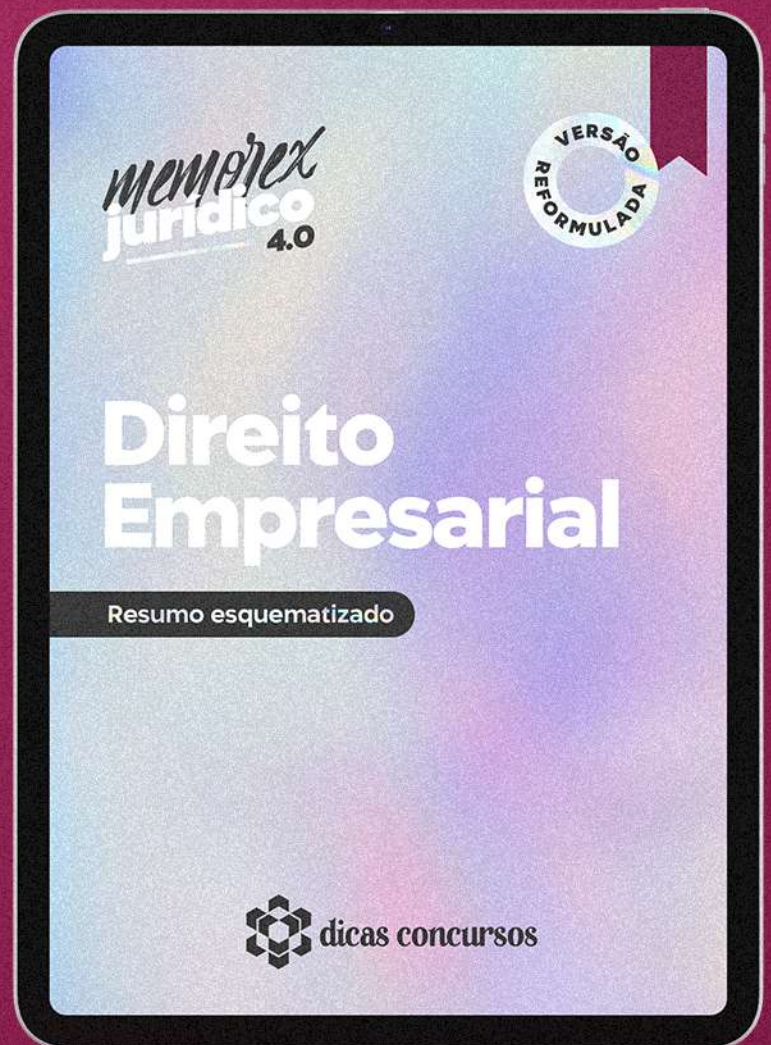 memorex
jurídico
4.0
VERSÃO
REFORMULADA
Direito
Empresarial
Resumo esquematizado
dicas concursos